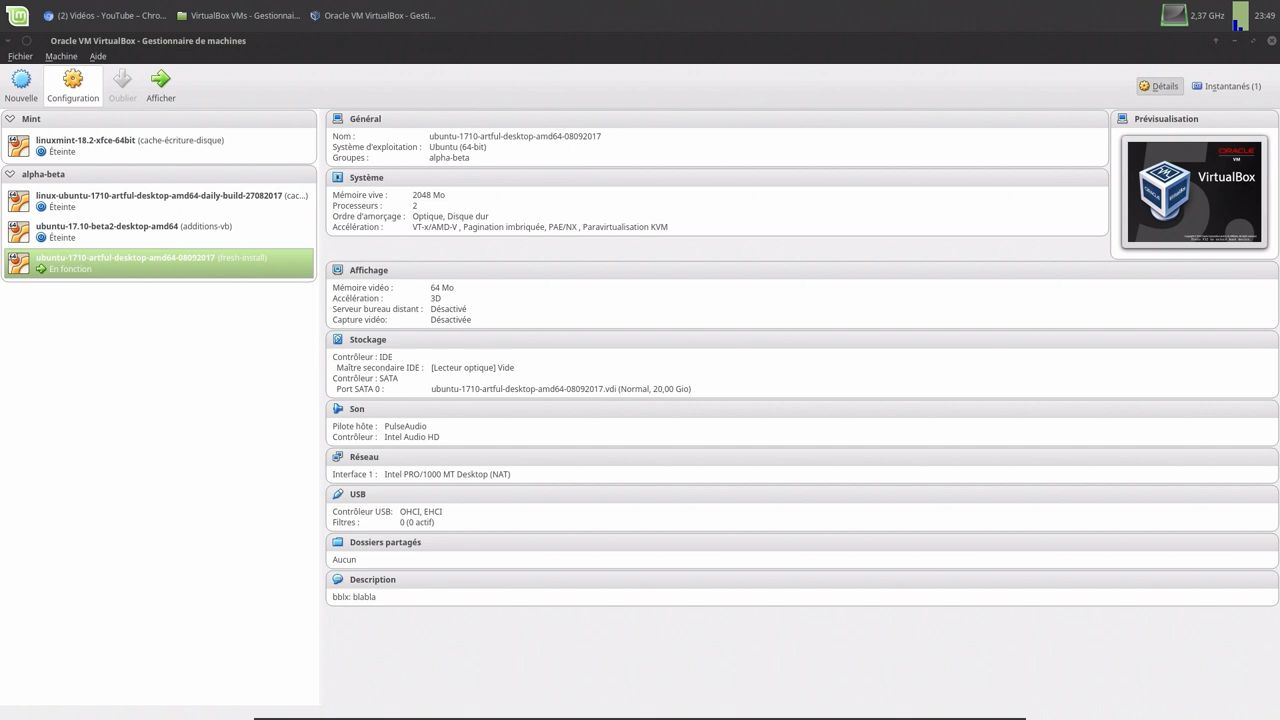 (2) Vidéos - YouTube – Chro...
VirtualBox VMs - Gestionnai...
Oracle VM VirtualBox - Gesti...
2,37 GHz
23:49
Oracle VM VirtualBox - Gestionnaire de machines
Fichier Machine Aide
Nouvelle Configuration Oublier Afficher
Détails Instantanés (1)
Mint
linuxmint-18.2-xfce-64bit (cache-écriture-disque)
Éteinte
alpha-beta
linux-ubuntu-1710-artful-desktop-amd64-daily-build-27082017 (cac...)
Éteinte
ubuntu-17.10-beta2-desktop-amd64 (additions-vb)
Éteinte
ubuntu-1710-artful-desktop-amd64-08092017 (fresh-install)
En fonction
Général
Nom : ubuntu-1710-artful-desktop-amd64-08092017
Système d'exploitation : Ubuntu (64-bit)
Groupes : alpha-beta
Système
Mémoire vive : 2048 Mo
Processeurs : 2
Ordre d'amorçage : Optique, Disque dur
Accélération : VT-x/AMD-V , Pagination imbriquée, PAE/NX , Paravirtualisation KVM
Affichage
Mémoire vidéo : 64 Mo
Accélération : 3D
Serveur bureau distant : Désactivé
Capture vidéo: Désactivée
Stockage
Contrôleur : IDE
Maître secondaire IDE : [Lecteur optique] Vide
Contrôleur : SATA
Port SATA 0 : ubuntu-1710-artful-desktop-amd64-08092017.vdi (Normal, 20,00 Gio)
Son
Pilote hôte : PulseAudio
Contrôleur : Intel Audio HD
Réseau
Interface 1 : Intel PRO/1000 MT Desktop (NAT)
USB
Contrôleur USB: OHCI, EHCI
Filtres : 0 (0 actif)
Dossiers partagés
Aucun
Description
bblx: blabla
Prévisualisation
ORACLE
VM
VirtualBox